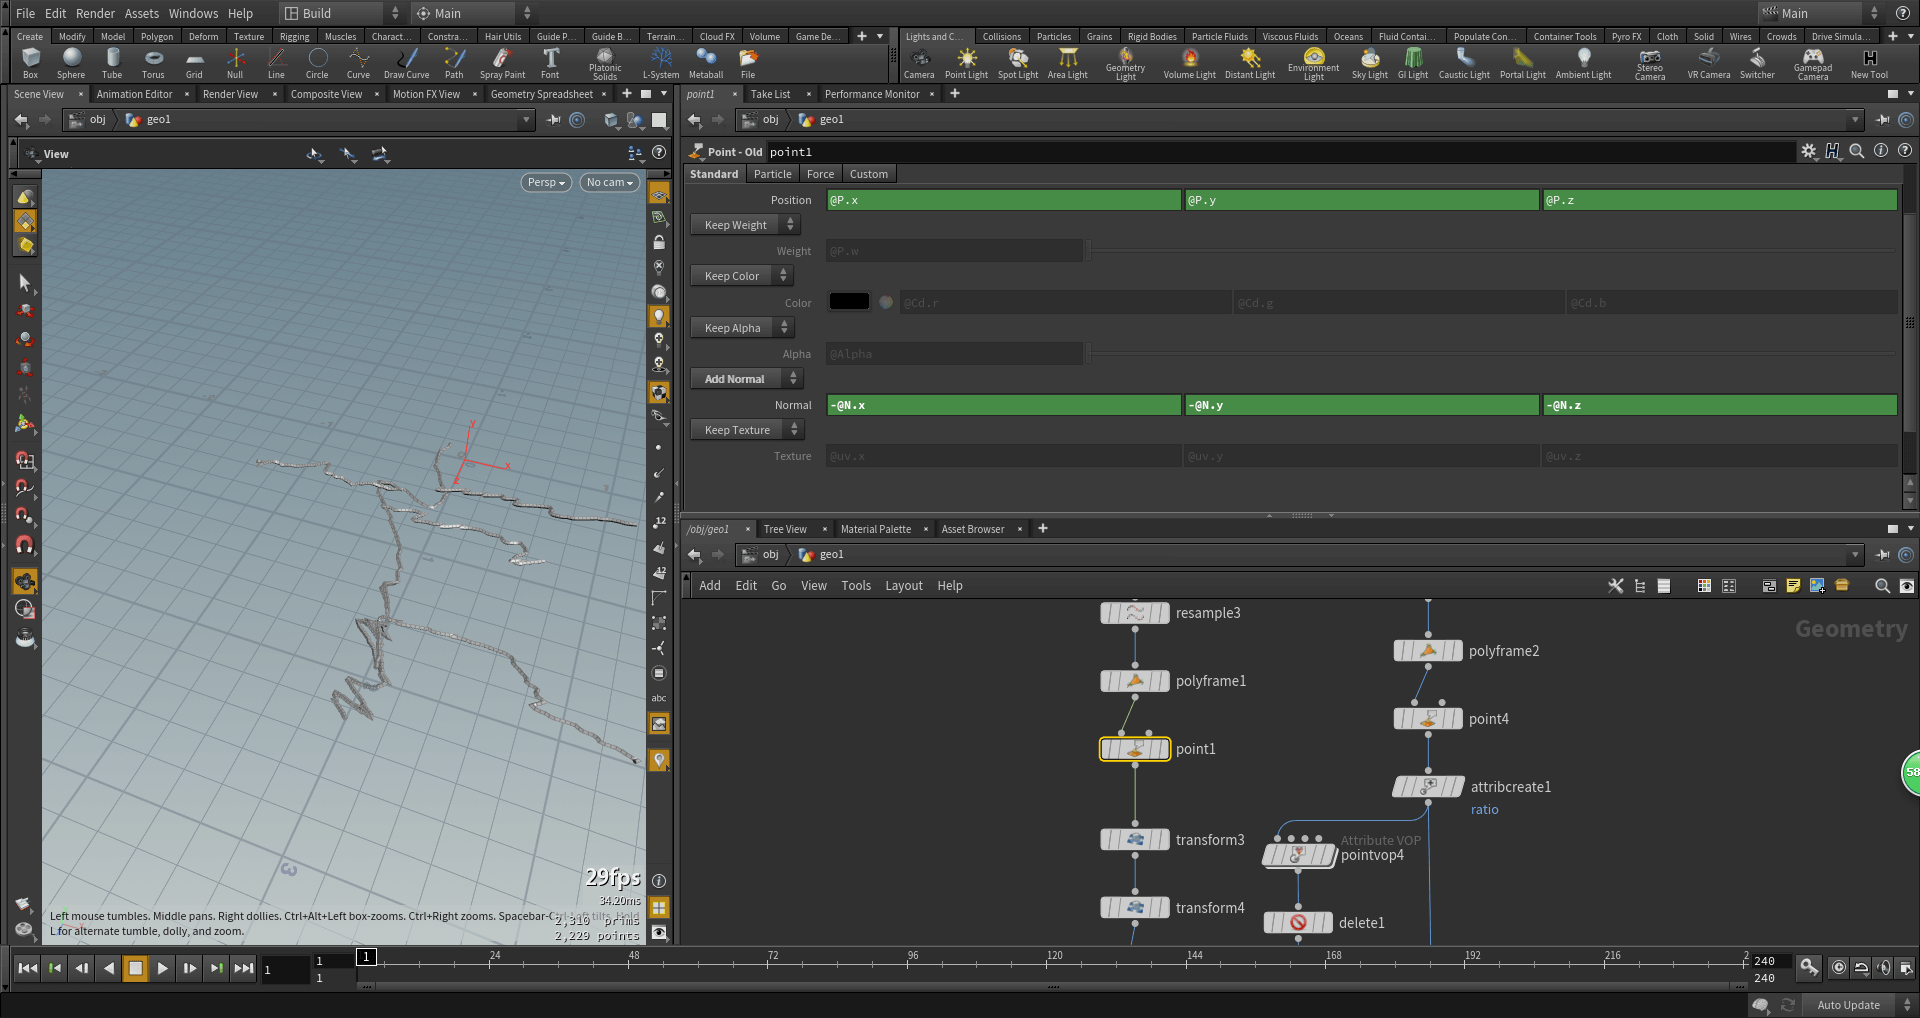 File Edit Render Assets Windows Help Build Main Main
Create Modify Model Polygon Deform Texture Rigging Muscles Charact... Constra... Hair Utils Guide P... Guide B... Terrain... Cloud FX Volume Game De...
Lights and C... Collisions Particles Grains Rigid Bodies Particle Fluids Viscous Fluids Oceans Fluid Contai... Populate Con... Container Tools Pyro FX Cloth Solid Wires Crowds Drive Simula...
Box Sphere Tube Torus Grid Null Line Circle Curve Draw Curve Path Spray Paint Font Platonic Solids L-System Metaball File
Camera Point Light Spot Light Area Light Geometry Light Volume Light Distant Light Environment Light Sky Light GI Light Caustic Light Portal Light Ambient Light Stereo Camera VR Camera Switcher Gamepad Camera New Tool
Scene View Animation Editor Render View Composite View Motion FX View Geometry Spreadsheet
obj geo1
View
Persp No cam
29fps
34.20ms
Left mouse tumbles. Middle pans. Right dollies. Ctrl+Alt+Left box-zooms. Ctrl+Right zooms. Spacebar-Ctrl-Left tilts. Hold
L for alternate tumble, dolly, and zoom.
2,316 prims
2,229 points
y
x
z
3
12
12
abc
point1 Take List Performance Monitor
obj geo1
Point - Old point1
Standard Particle Force Custom
Position @P.x @P.y @P.z
Keep Weight
Weight @P.w
Keep Color
Color @Cd.r @Cd.g @Cd.b
Keep Alpha
Alpha @Alpha
Add Normal
Normal -@N.x -@N.y -@N.z
Keep Texture
Texture @uv.x @uv.y @uv.z
/obj/geo1 Tree View Material Palette Asset Browser
obj geo1
Add Edit Go View Tools Layout Help
Geometry
resample3
polyframe1
point1
transform3
transform4
polyframe2
point4
attribcreate1
ratio
Attribute VOP
pointvop4
delete1
58
1 1 1 1 24 48 72 96 120 144 168 192 216 2 240
240
Auto Update